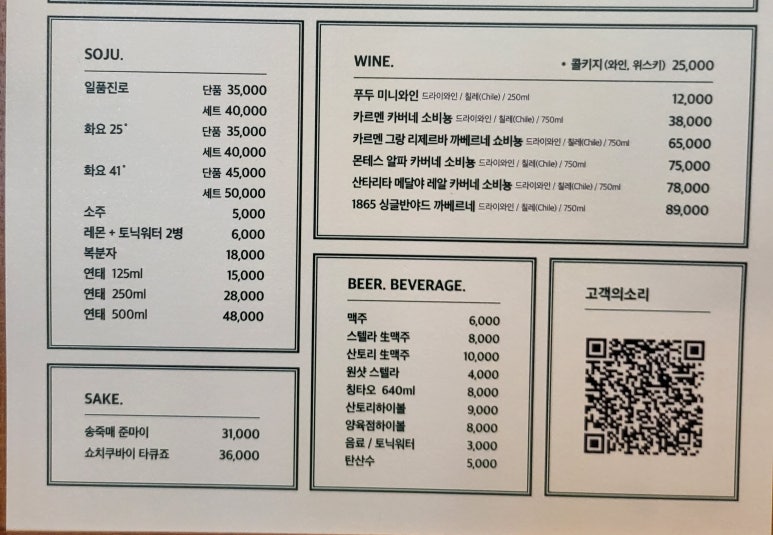 SOJU.
일품진로 단품 35,000
세트 40,000
화요 25˚ 단품 35,000
세트 40,000
화요 41˚ 단품 45,000
세트 50,000
소주 5,000
레몬 + 토닉워터 2병 6,000
복분자 18,000
연태 125ml 15,000
연태 250ml 28,000
연태 500ml 48,000
SAKE.
송죽매 준마이 31,000
쇼치쿠바이 타큐죠 36,000
WINE. • 콜키지 (와인, 위스키) 25,000
푸두 미니와인 드라이와인 / 칠레(Chile) / 250ml 12,000
카르멘 카버네 소비뇽 드라이와인 / 칠레(Chile) / 750ml 38,000
카르멘 그랑 리제르바 까베르네 쇼비뇽 드라이와인 / 칠레(Chile) / 750ml 65,000
몬테스 알파 카버네 소비뇽 드라이와인 / 칠레(Chile) / 750ml 75,000
산타리타 메달야 레알 카버네 소비뇽 드라이와인 / 칠레(Chile) / 750ml 78,000
1865 싱글반야드 까베르네 드라이와인 / 칠레(Chile) / 750ml 89,000
BEER. BEVERAGE.
맥주 6,000
스텔라 生맥주 8,000
산토리 生맥주 10,000
원샷 스텔라 4,000
칭타오 640ml 8,000
산토리하이볼 9,000
양육점하이볼 8,000
음료 / 토닉워터 3,000
탄산수 5,000
고객의소리